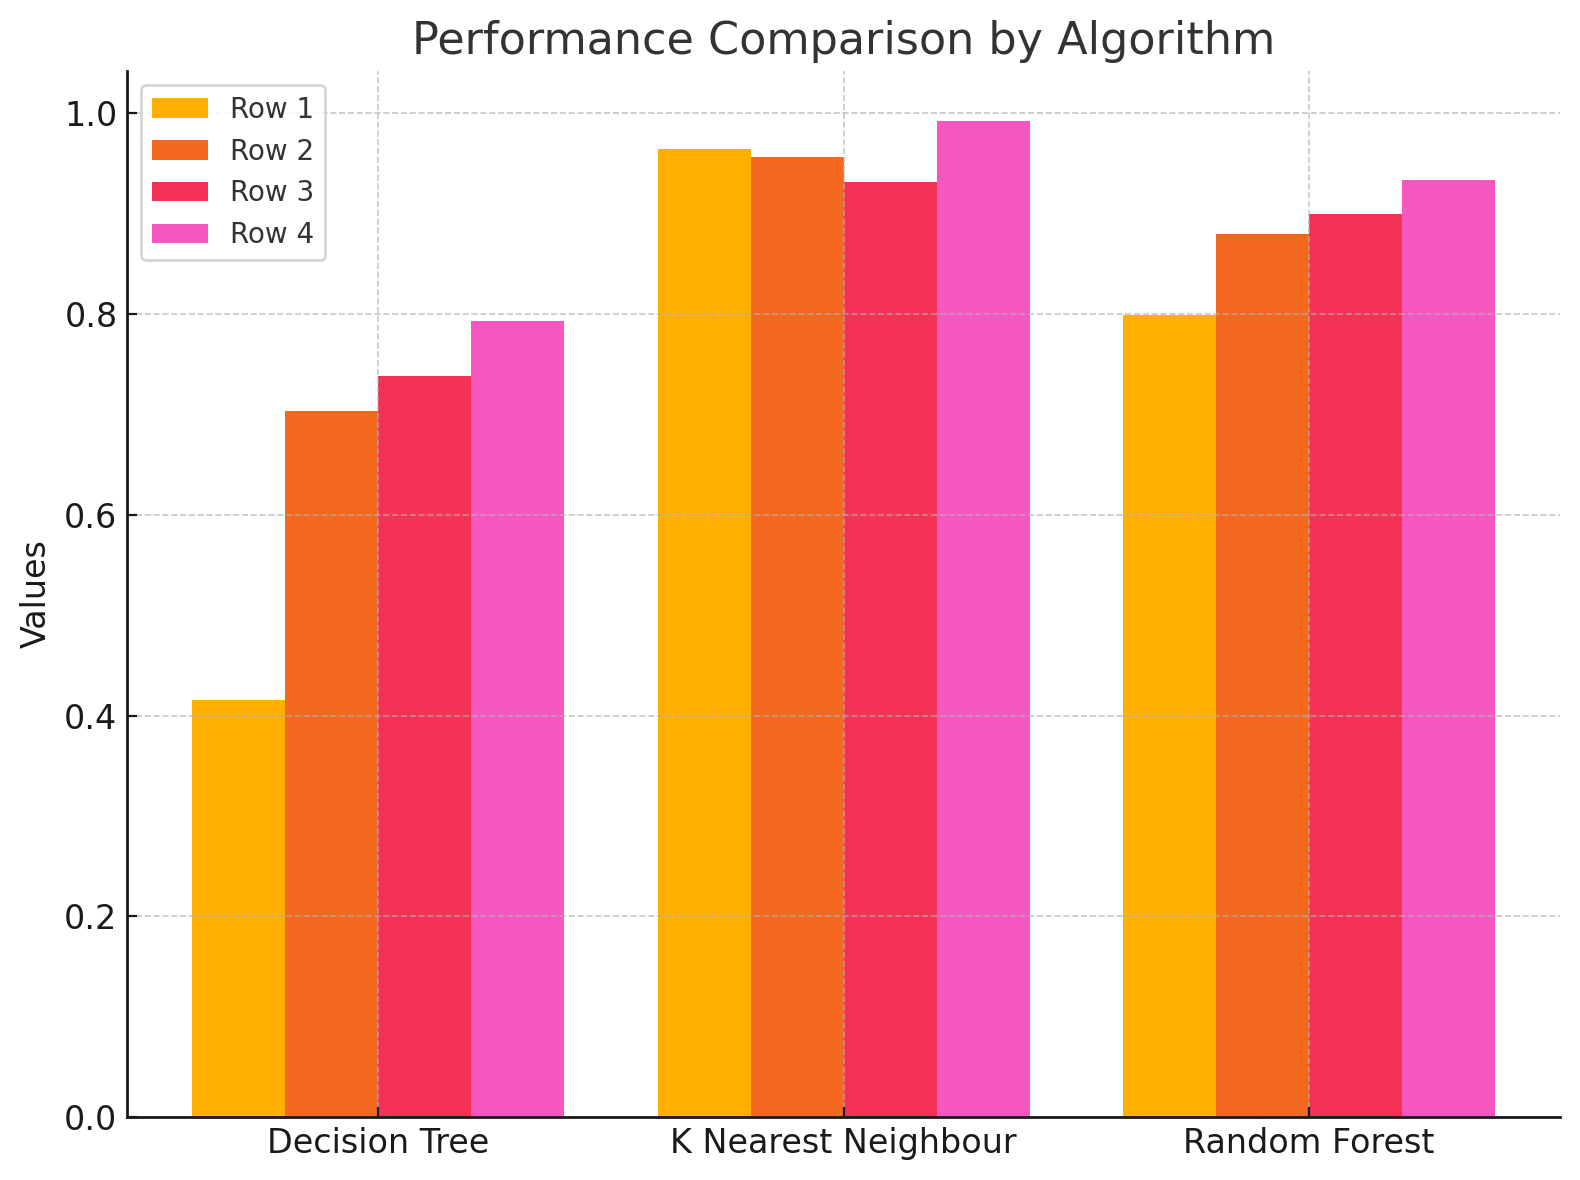 Performance Comparison by Algorithm
Row 1
Row 2
Row 3
Row 4
1.0
0.8
0.6
0.4
0.2
0.0
Values
Decision Tree
K Nearest Neighbour
Random Forest